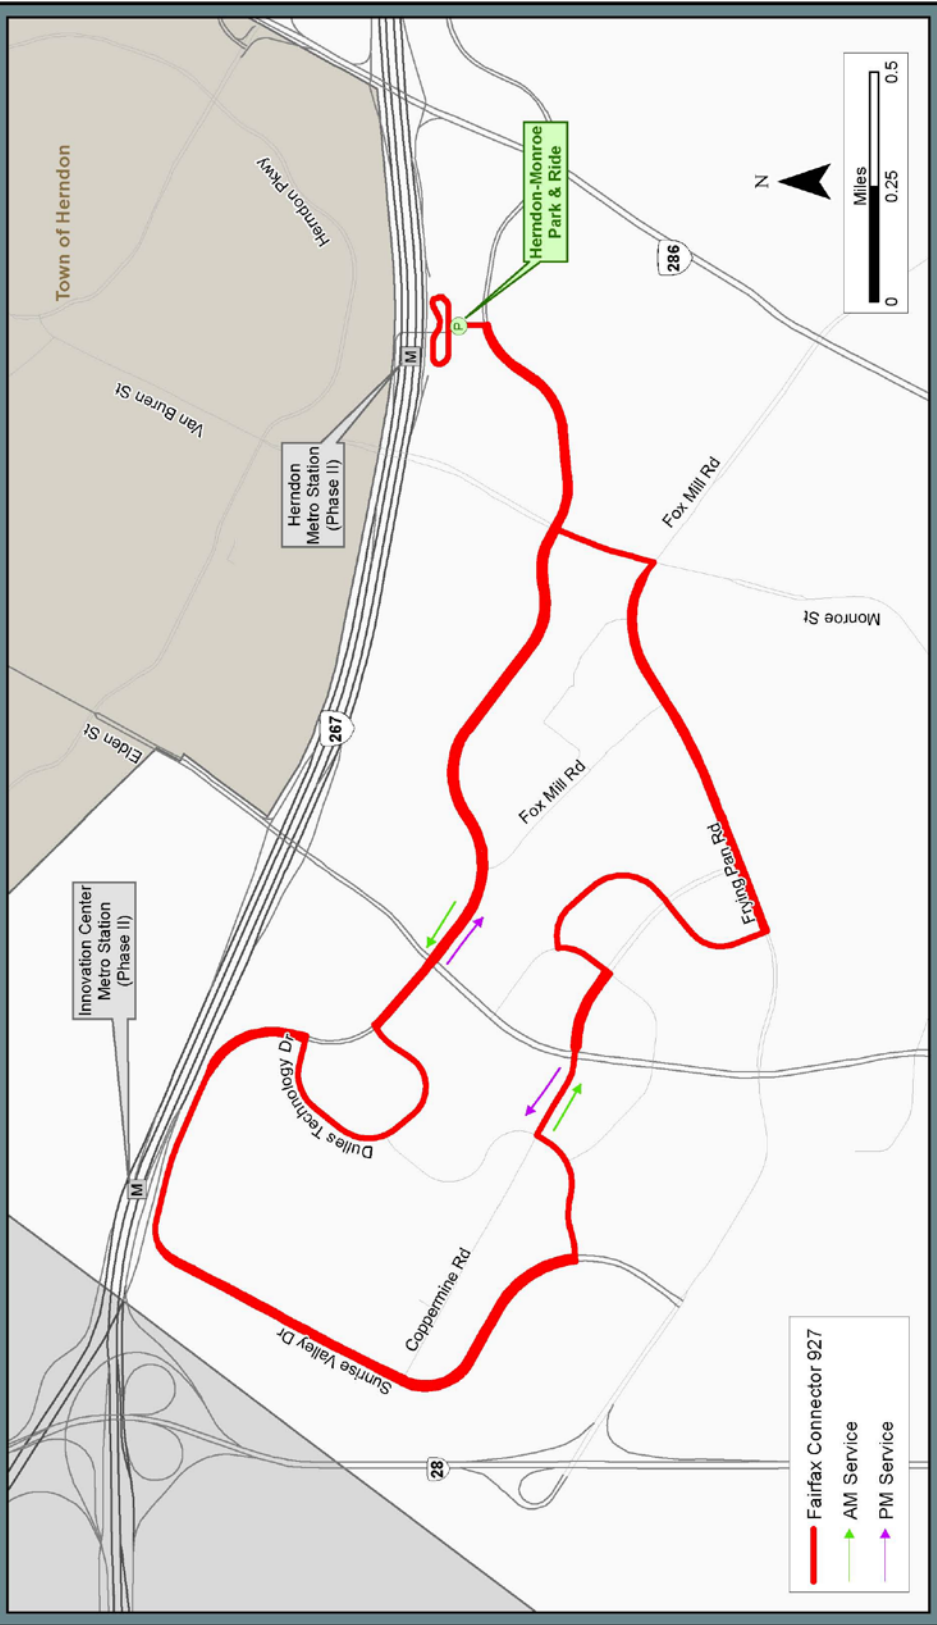 Town of Herndon
Herndon Pkwy
Van Buren St
Elden St
Innovation Center
Metro Station
(Phase II)
M
Herndon
Metro Station
(Phase II)
M
267
P
Herndon-Monroe
Park & Ride
286
Fox Mill Rd
Monroe St
Fox Mill Rd
Frying Pan Rd
Dulles Technology Dr
Coppermine Rd
Sunrise Valley Dr
28
N
Miles
0 0.25 0.5
Fairfax Connector 927
AM Service
PM Service